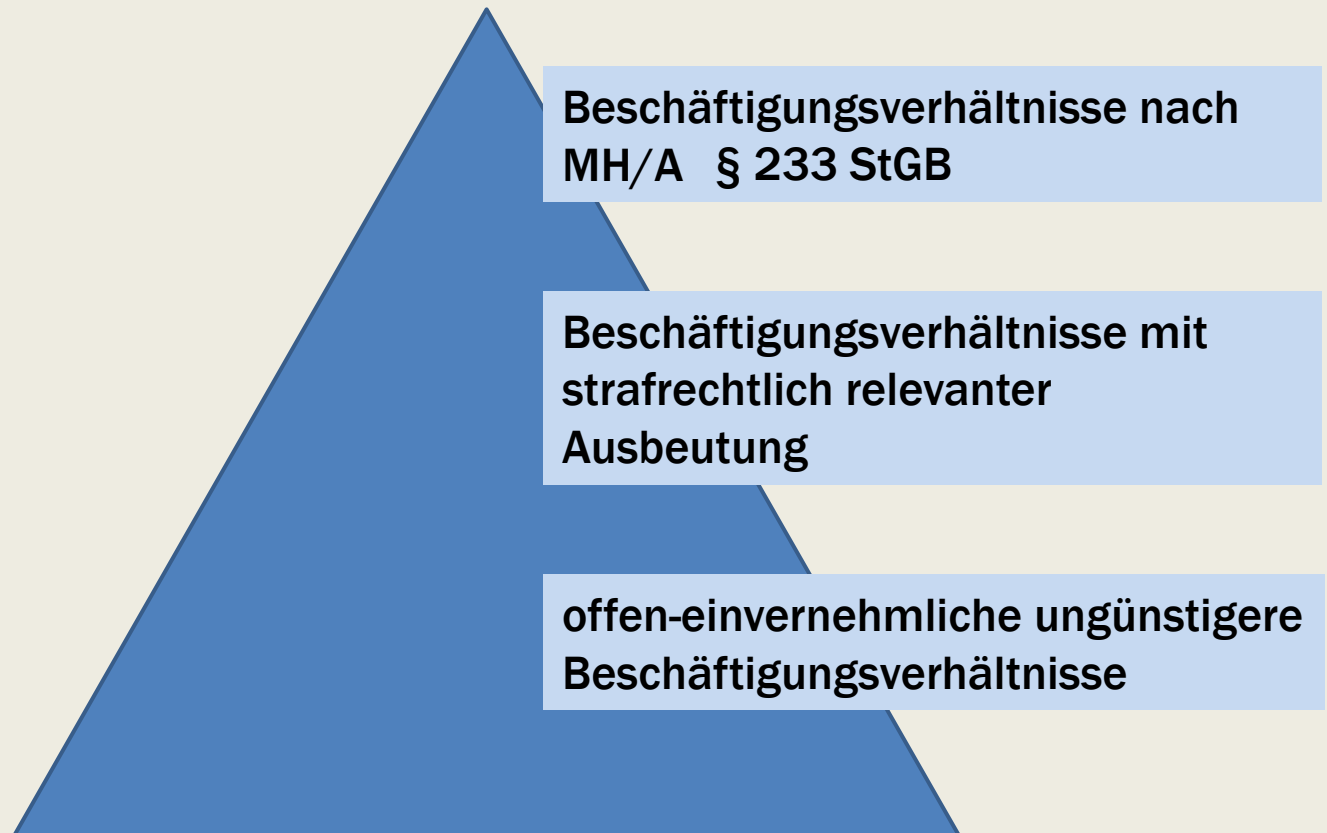 Beschäftigungsverhältnisse nach
MH/A § 233 StGB
Beschäftigungsverhältnisse mit
strafrechtlich relevanter
Ausbeutung
offen-einvernehmliche ungünstigere
Beschäftigungsverhältnisse